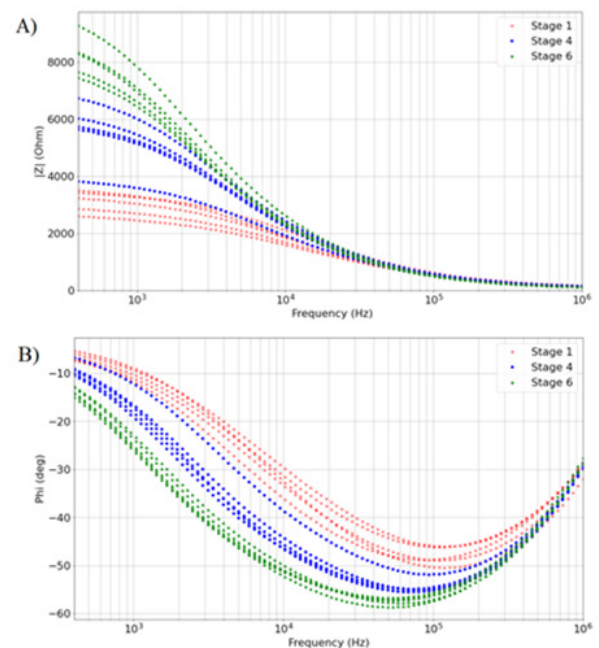 A)
Stage 1
Stage 4
Stage 6
8000
6000
4000
2000
0
|Z| (Ohm)
10³ 10⁴ 10⁵ 10⁶
Frequency (Hz)
B)
Stage 1
Stage 4
Stage 6
−10
−20
−30
−40
−50
−60
Phi (deg)
10³ 10⁴ 10⁵ 10⁶
Frequency (Hz)